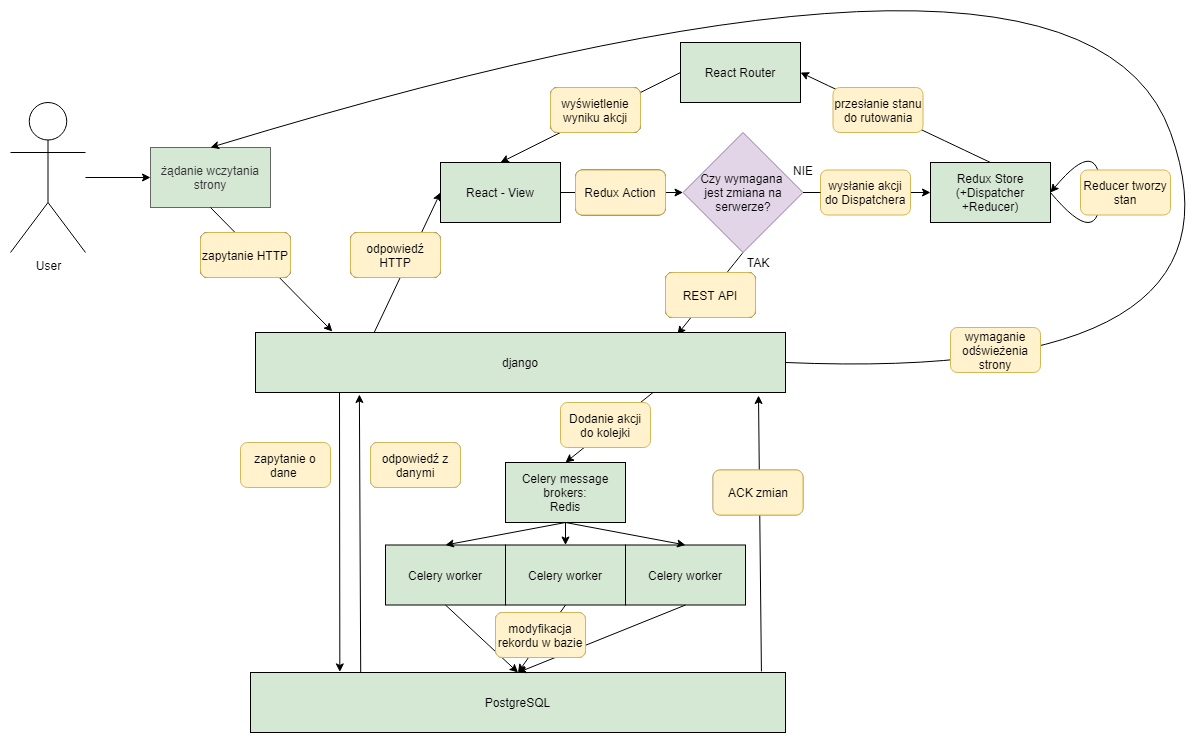 React Router
wyświetlenie
wyniku akcji
przesłanie stanu
do rutowania
User
żądanie wczytania
strony
React - View
Redux Action
Czy wymagana
jest zmiana na
serwerze?
NIE
TAK
wysłanie akcji
do Dispatchera
Redux Store
(+Dispatcher
+Reducer)
Reducer tworzy
stan
zapytanie HTTP
odpowiedź
HTTP
REST API
django
wymaganie
odświeżenia
strony
zapytanie o
dane
odpowiedź z
danymi
Dodanie akcji
do kolejki
ACK zmian
Celery message
brokers:
Redis
Celery worker
Celery worker
Celery worker
modyfikacja
rekordu w bazie
PostgreSQL